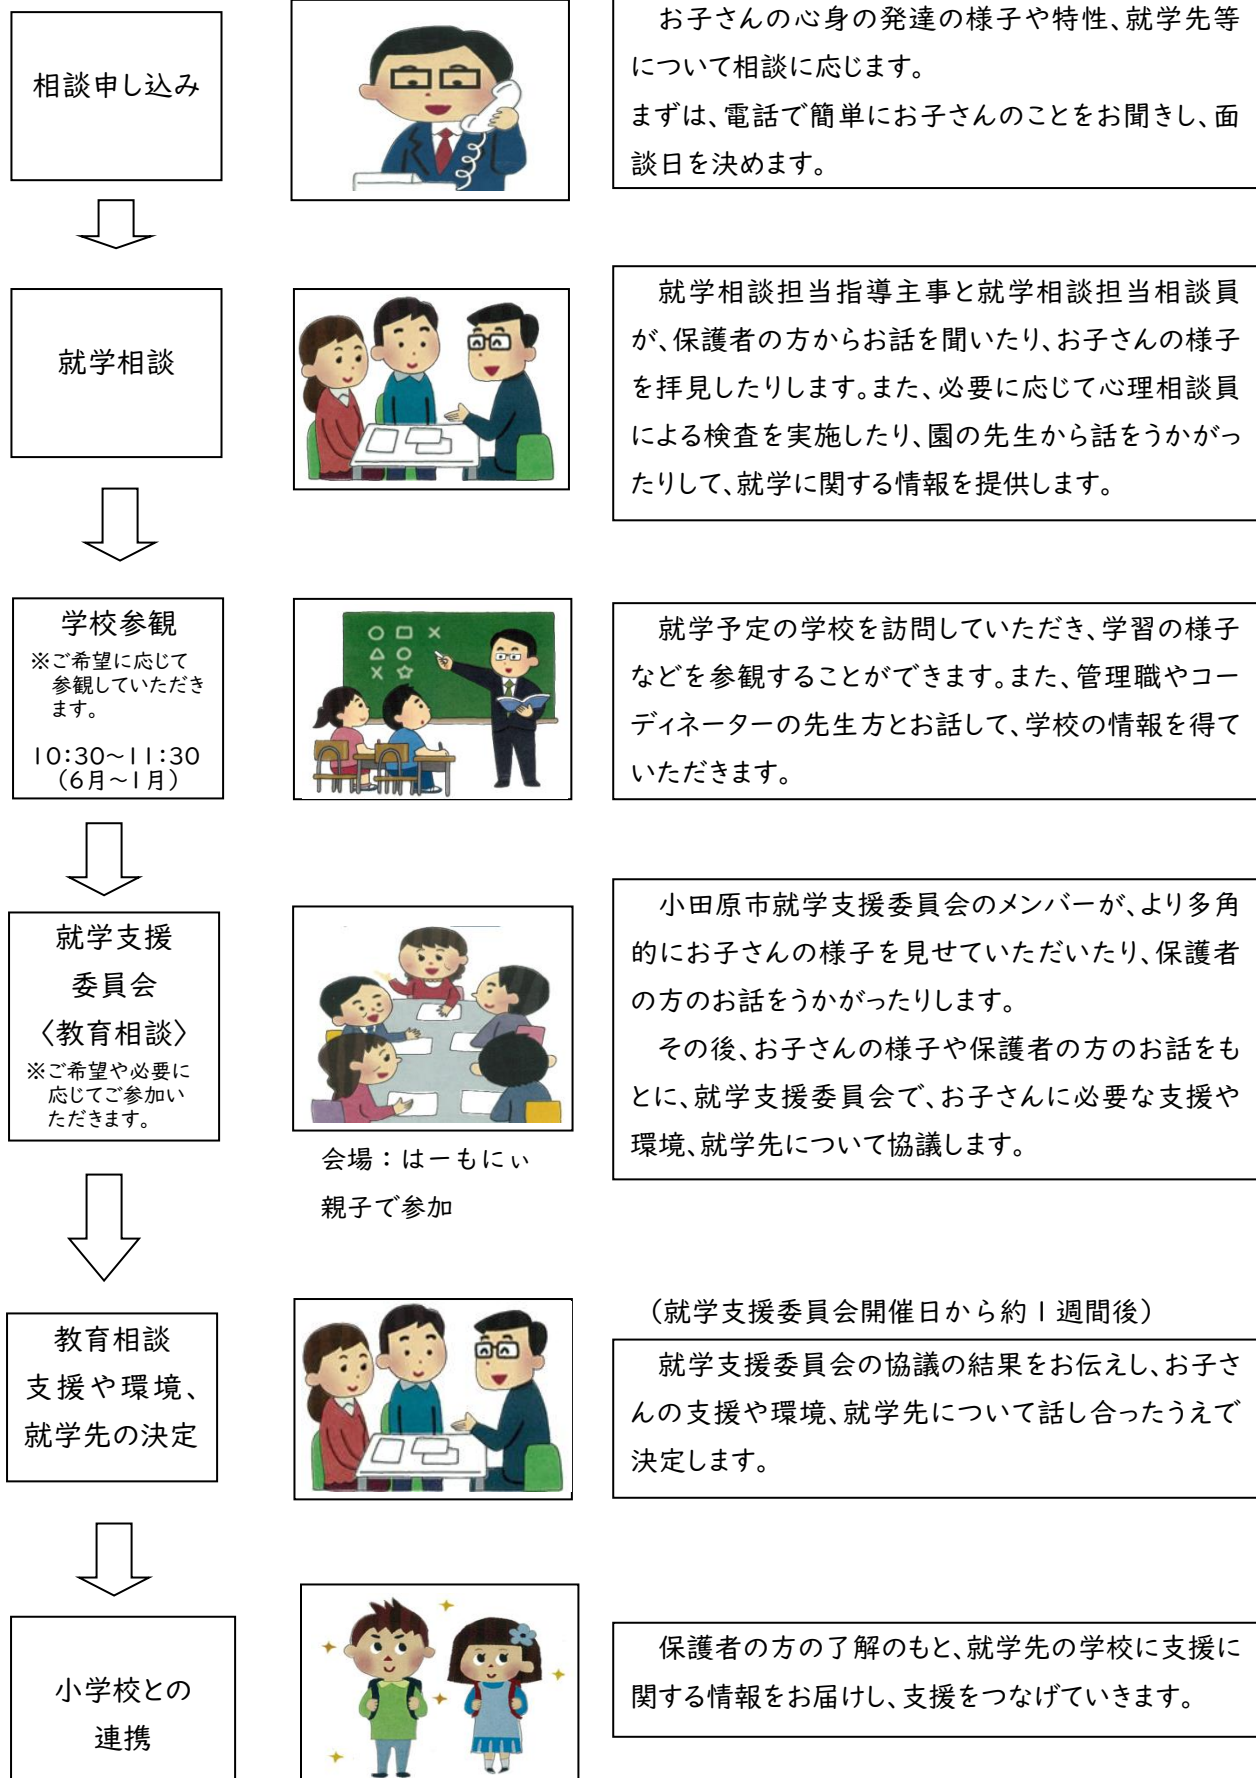 相談申し込み
お子さんの心身の発達の様子や特性、就学先等
について相談に応じます。
まずは、電話で簡単にお子さんのことをお聞きし、面
談日を決めます。
就学相談
就学相談担当指導主事と就学相談担当相談員
が、保護者の方からお話を聞いたり、お子さんの様子
を拝見したりします。また、必要に応じて心理相談員
による検査を実施したり、園の先生から話をうかがっ
たりして、就学に関する情報を提供します。
学校参観
※ご希望に応じて
参観していただき
ます。
10:30~11:30
(6月~1月)
就学予定の学校を訪問していただき、学習の様子
などを参観することができます。また、管理職やコー
ディネーターの先生方とお話して、学校の情報を得て
いただきます。
就学支援
委員会
〈教育相談〉
※ご希望や必要に
応じてご参加い
ただきます。
会場:はーもにぃ
親子で参加
小田原市就学支援委員会のメンバーが、より多角
的にお子さんの様子を見せていただいたり、保護者
の方のお話をうかがったりします。
その後、お子さんの様子や保護者の方のお話をも
とに、就学支援委員会で、お子さんに必要な支援や
環境、就学先について協議します。
教育相談
支援や環境、
就学先の決定
(就学支援委員会開催日から約1週間後)
就学支援委員会の協議の結果をお伝えし、お子さ
んの支援や環境、就学先について話し合ったうえで
決定します。
小学校との
連携
保護者の方の了解のもと、就学先の学校に支援に
関する情報をお届けし、支援をつなげていきます。